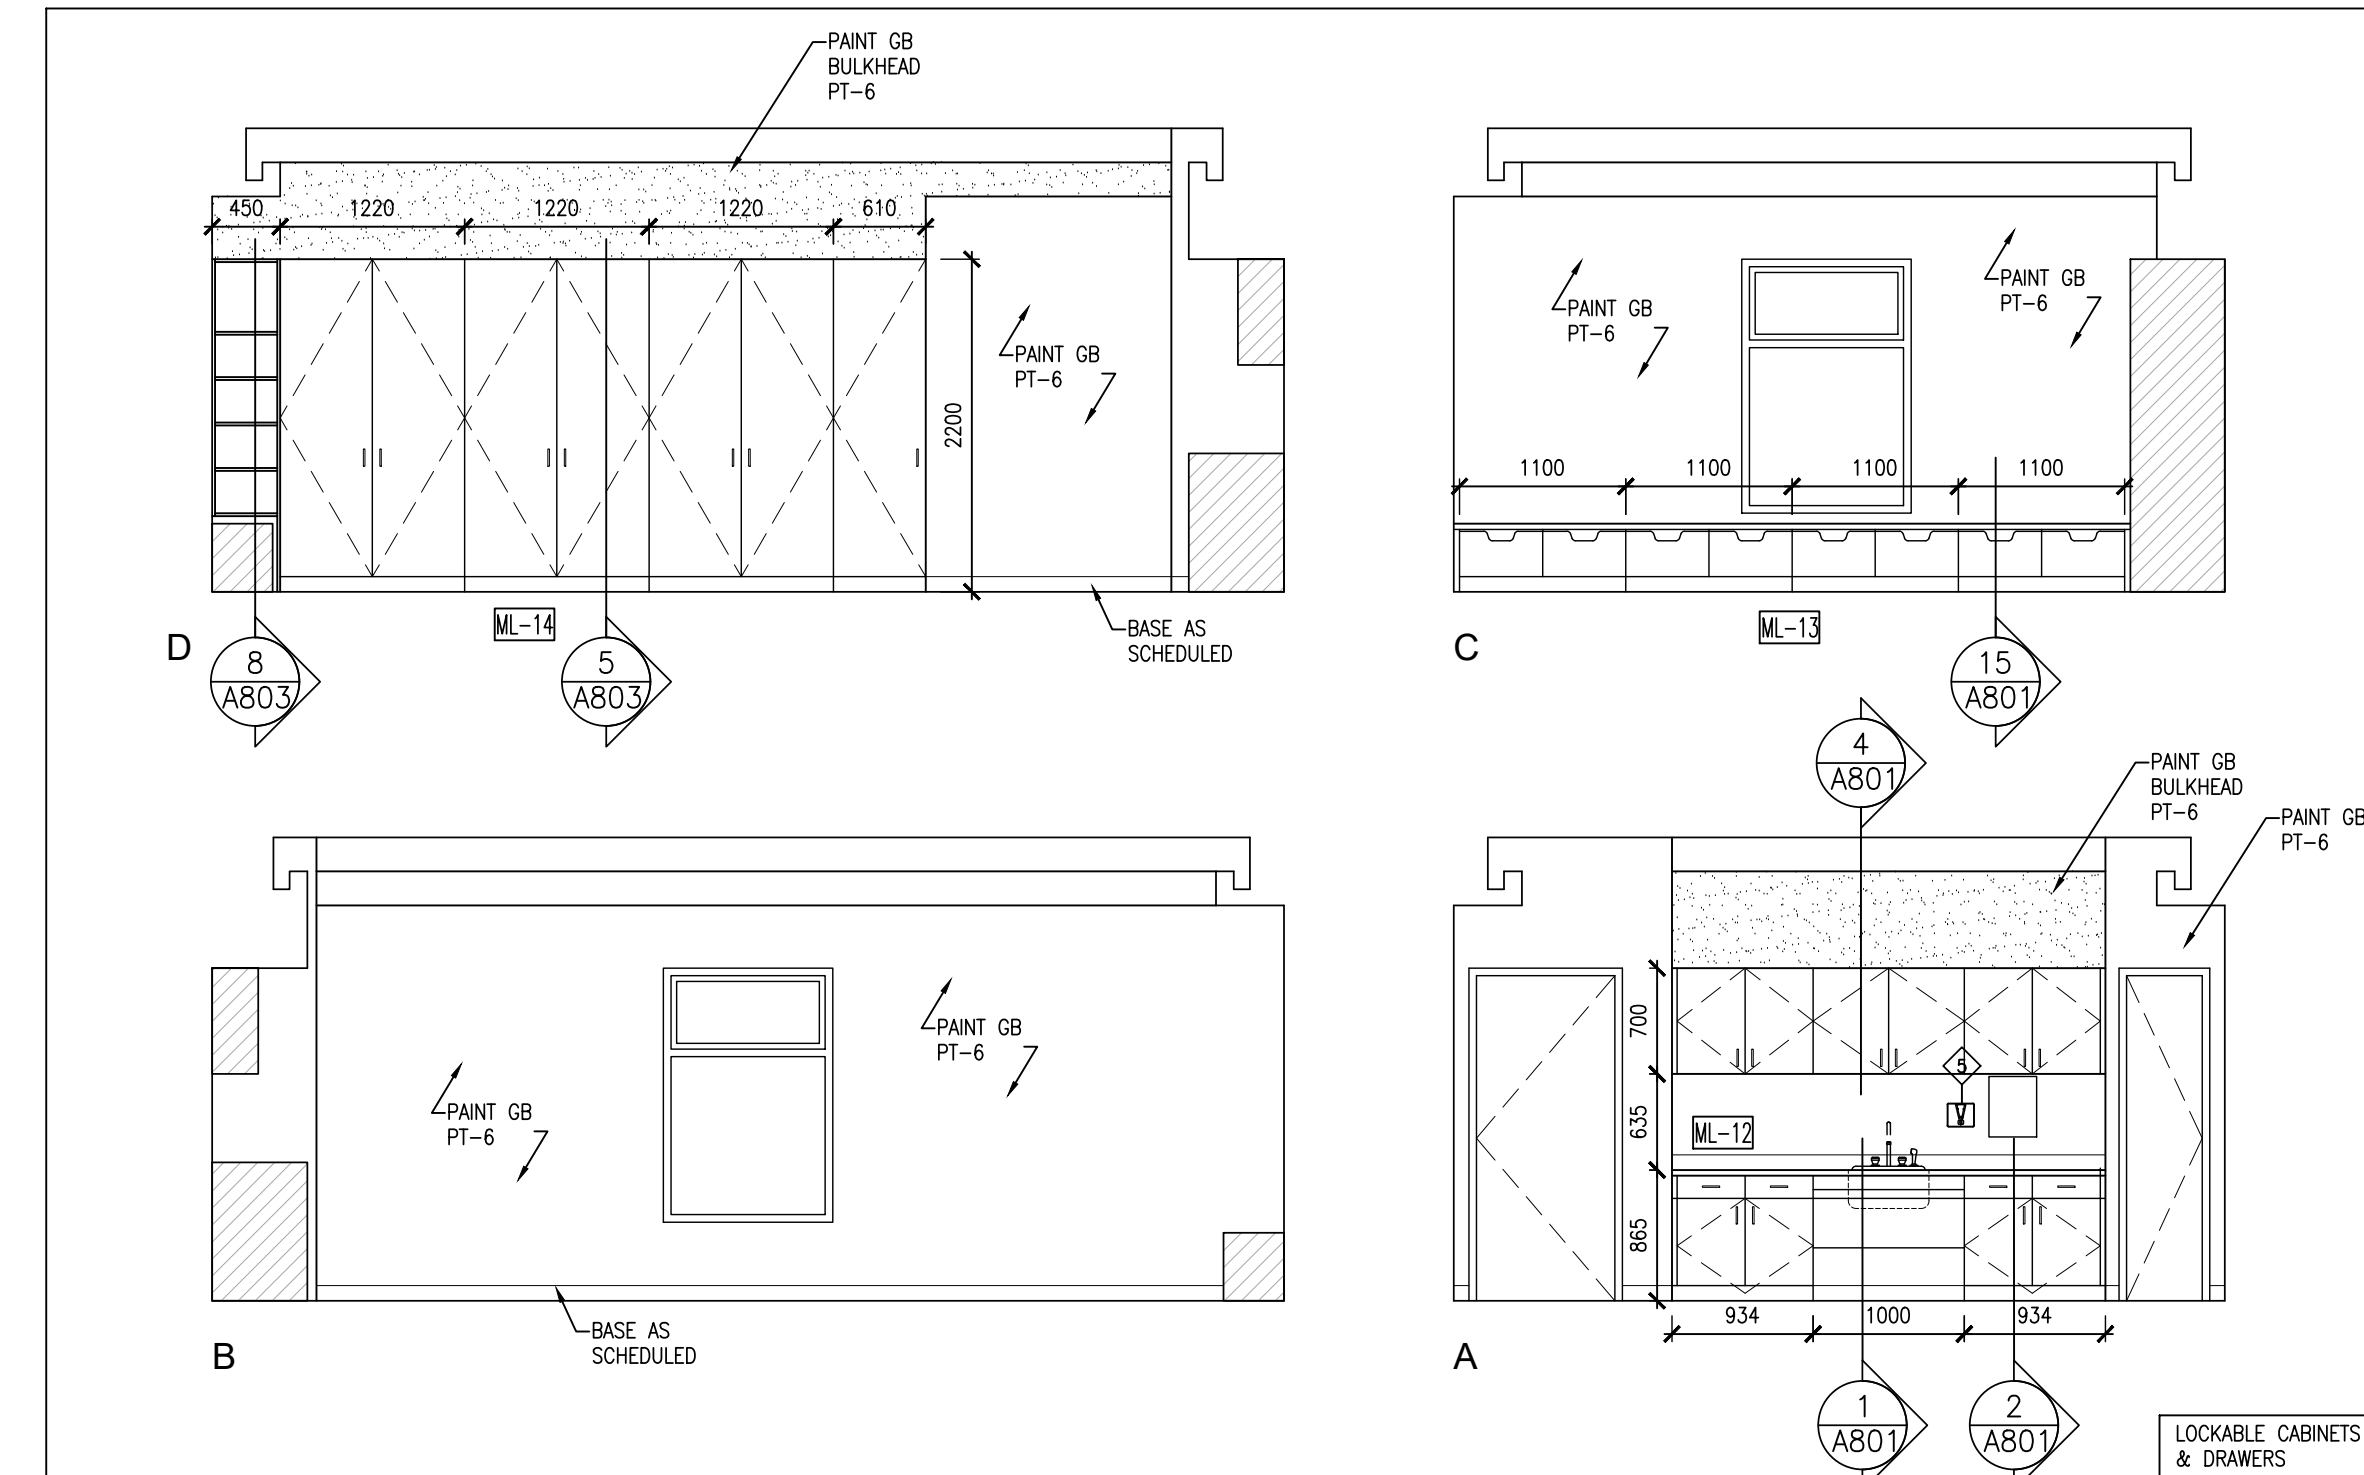 PAINT GB
BULKHEAD
PT-6
450
1220
1220
1220
610
2200
PAINT GB
PT-6
ML-14
BASE AS
SCHEDULED
D
8
A803
5
A803
PAINT GB
PT-6
PAINT GB
PT-6
1100
1100
1100
1100
ML-13
C
15
A801
PAINT GB
PT-6
PAINT GB
PT-6
BASE AS
SCHEDULED
B
4
A801
PAINT GB
BULKHEAD
PT-6
PAINT GB
PT-6
700
635
865
5
ML-12
934
1000
934
A
1
A801
2
A801
LOCKABLE CABINETS
& DRAWERS